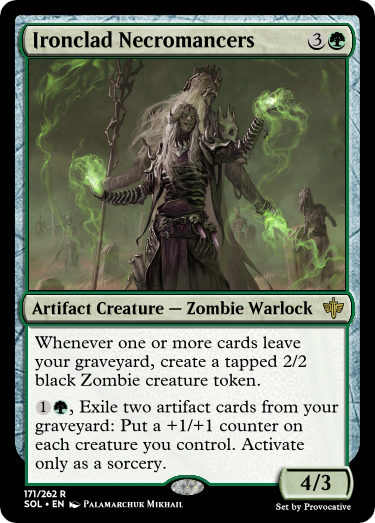 Ironclad Necromancers 3
Artifact Creature — Zombie Warlock
Whenever one or more cards leave
your graveyard, create a tapped 2/2
black Zombie creature token.
1, Exile two artifact cards from your
graveyard: Put a +1/+1 counter on
each creature you control. Activate
only as a sorcery.
4/3
171/262 R
SOL • EN Palamarchuk Mikhail
Set by Provocative